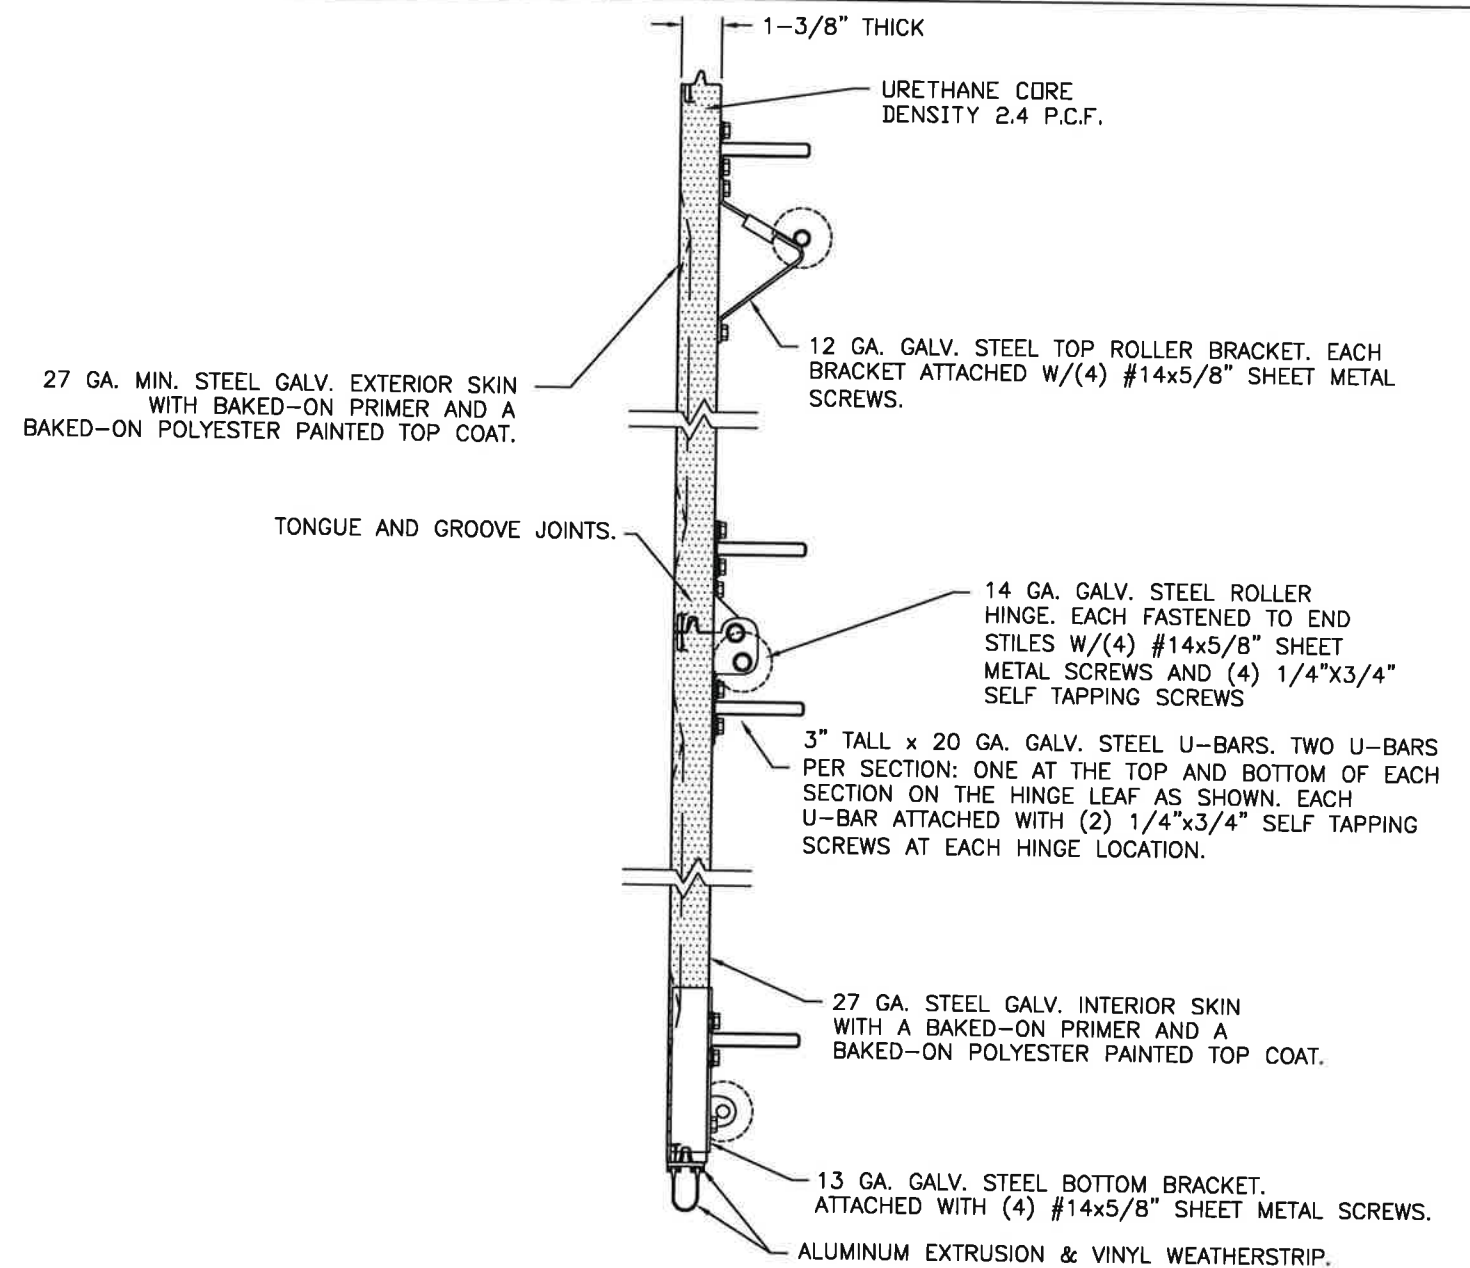 1-3/8" THICK
URETHANE CORE
DENSITY 2.4 P.C.F.
12 GA. GALV. STEEL TOP ROLLER BRACKET. EACH
BRACKET ATTACHED W/(4) #14x5/8" SHEET METAL
SCREWS.
27 GA. MIN. STEEL GALV. EXTERIOR SKIN
WITH BAKED-ON PRIMER AND A
BAKED-ON POLYESTER PAINTED TOP COAT.
TONGUE AND GROOVE JOINTS.
14 GA. GALV. STEEL ROLLER
HINGE. EACH FASTENED TO END
STILES W/(4) #14x5/8" SHEET
METAL SCREWS AND (4) 1/4"X3/4"
SELF TAPPING SCREWS
3" TALL x 20 GA. GALV. STEEL U-BARS. TWO U-BARS
PER SECTION: ONE AT THE TOP AND BOTTOM OF EACH
SECTION ON THE HINGE LEAF AS SHOWN. EACH
U-BAR ATTACHED WITH (2) 1/4"x3/4" SELF TAPPING
SCREWS AT EACH HINGE LOCATION.
27 GA. STEEL GALV. INTERIOR SKIN
WITH A BAKED-ON PRIMER AND A
BAKED-ON POLYESTER PAINTED TOP COAT.
13 GA. GALV. STEEL BOTTOM BRACKET.
ATTACHED WITH (4) #14x5/8" SHEET METAL SCREWS.
ALUMINUM EXTRUSION & VINYL WEATHERSTRIP.